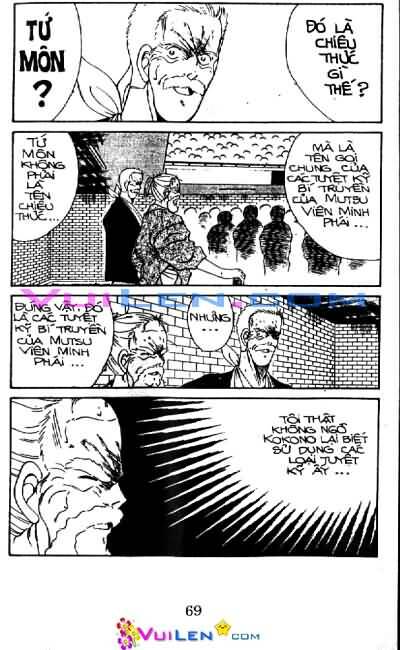 TỨ
MÔN
?
ĐÓ LÀ
CHIÊU
THỨC
GÌ
THẾ?
TỨ
MÔN
KHÔNG
PHẢI
LÀ
TÊN
CHIÊU
THỨC...
MÀ LÀ
TÊN GỌI
CHUNG CỦA
CÁC TUYỆT KỸ
BÍ TRUYỀN
CỦA MUTSU
VIÊN MINH
PHÁI...
VUILEN.COM
ĐÚNG VẬY, ĐÓ
LÀ CÁC TUYỆT
KỸ BÍ TRUYỀN
CỦA MUTSU
VIÊN MINH
PHÁI...
NHƯNG
...
TÔI THẬT
KHÔNG NGỜ
KOKONO LẠI BIẾT
SỬ DỤNG CÁC
LOẠI TUYỆT
KỸ ẤY...
69
VUILEN.COM